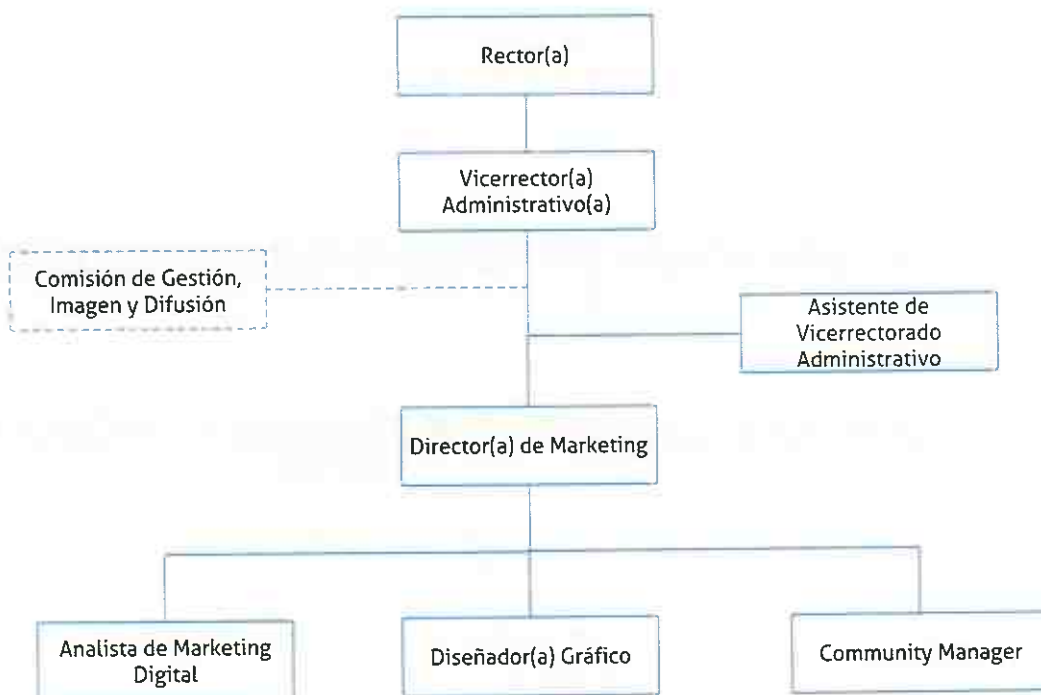 Rector(a)
Vicerrector(a)
Administrativo(a)
Comisión de Gestión,
Imagen y Difusión
Asistente de
Vicerrectorado
Administrativo
Director(a) de Marketing
Analista de Marketing
Digital
Diseñador(a) Gráfico
Community Manager